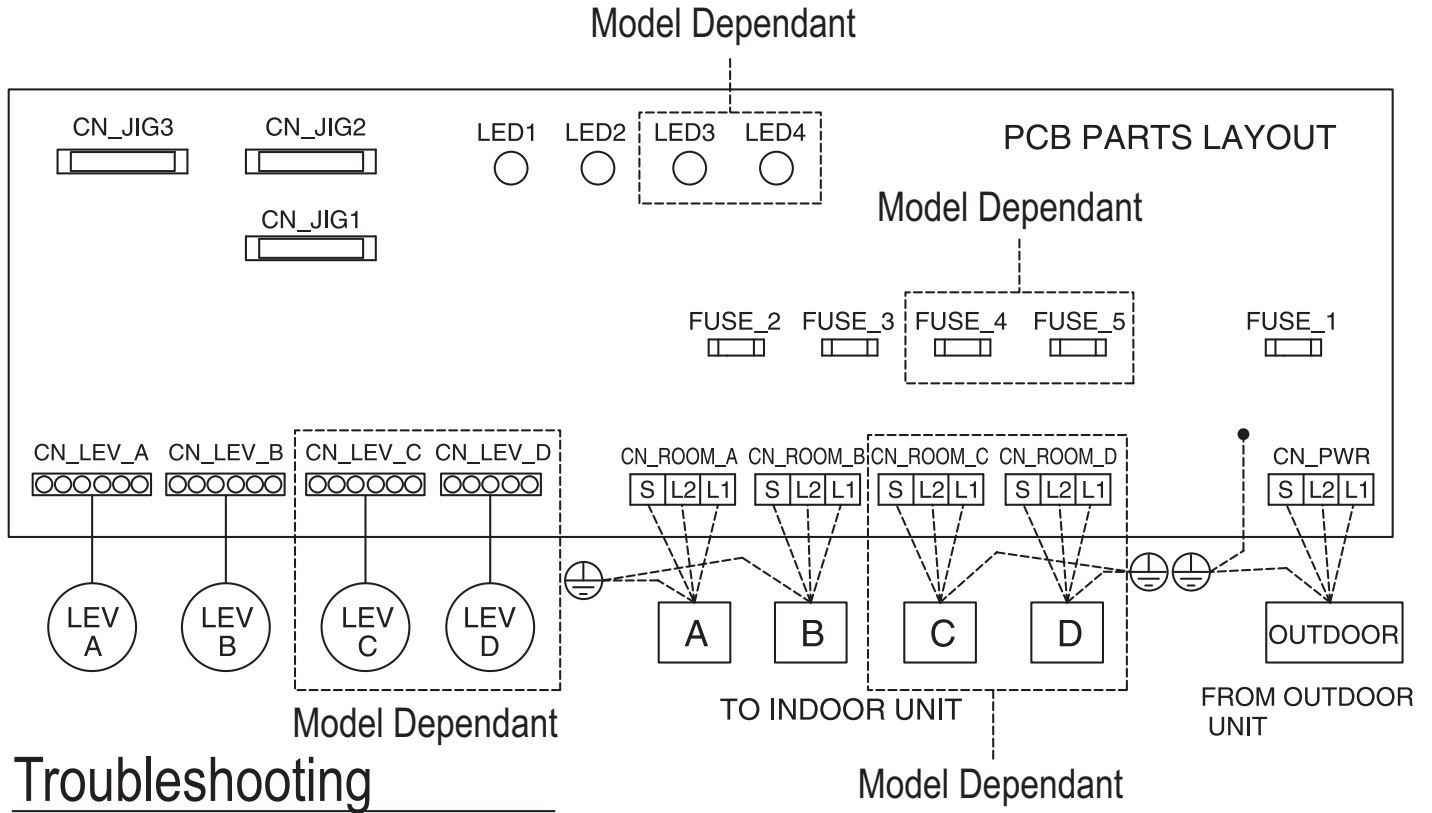 Model Dependant
CN_JIG3 CN_JIG2 LED1 LED2 LED3 LED4 PCB PARTS LAYOUT
CN_JIG1 Model Dependant
FUSE_2 FUSE_3 FUSE_4 FUSE_5 FUSE_1
CN_LEV_A CN_LEV_B CN_LEV_C CN_LEV_D CN_ROOM_A CN_ROOM_B CN_ROOM_C CN_ROOM_D CN_PWR
S L2 L1 S L2 L1 S L2 L1 S L2 L1 S L2 L1
LEV A
LEV B
LEV C
LEV D
A B C D OUTDOOR
TO INDOOR UNIT
FROM OUTDOOR
UNIT
Model Dependant
Model Dependant
Troubleshooting